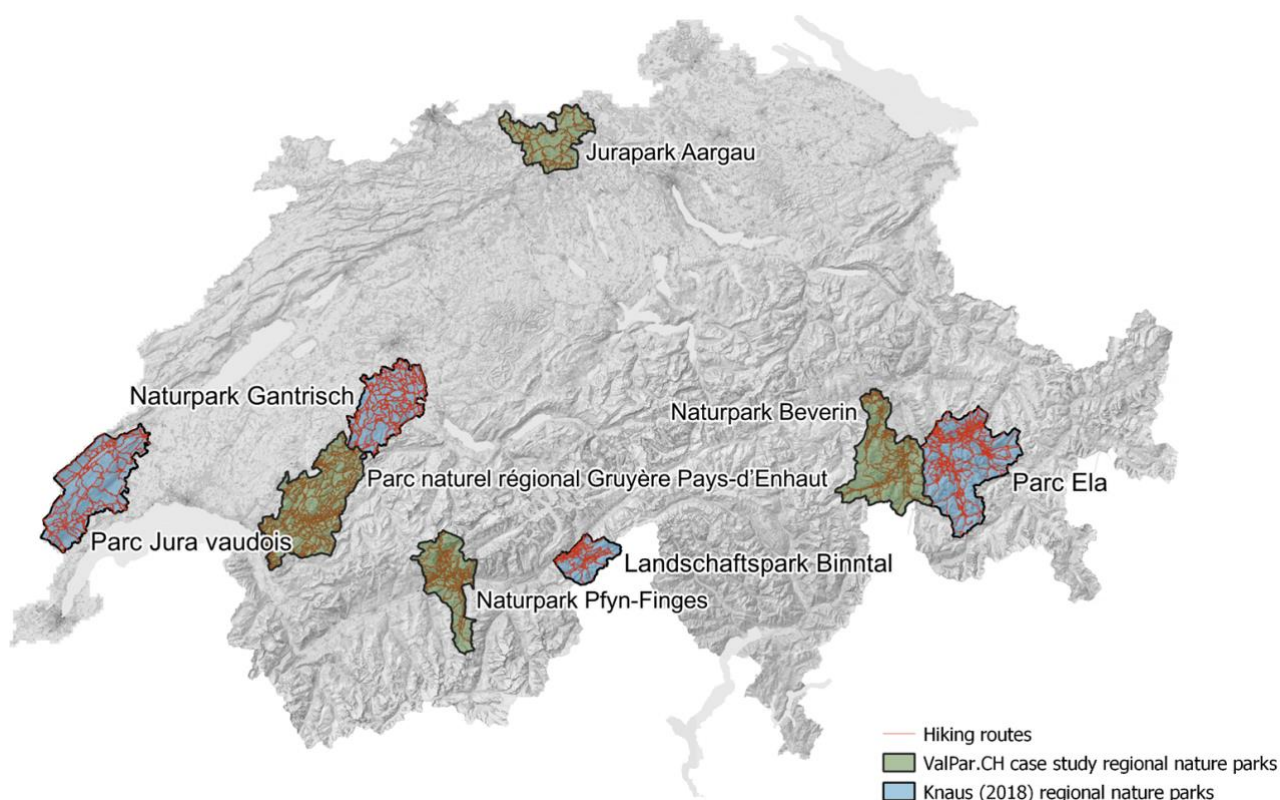 Jurapark Aargau
Naturpark Gantrisch
Naturpark Beverin
Parc naturel régional Gruyère Pays-d'Enhaut
Parc Ela
Parc Jura vaudois
Landschaftspark Binntal
Naturpark Pfyn-Finges
Hiking routes
ValPar.CH case study regional nature parks
Knaus (2018) regional nature parks